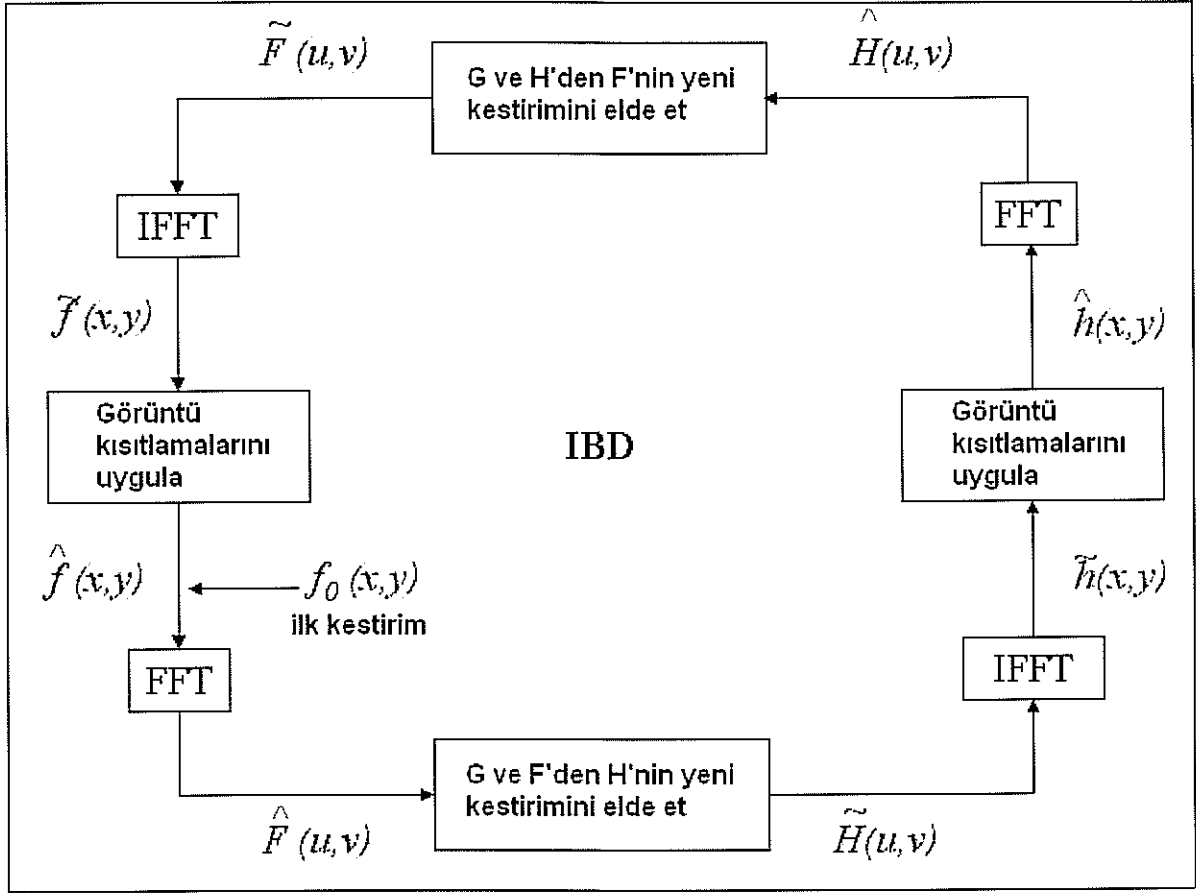 F̃(u,v)
Ĥ(u,v)
G ve H'den F'nin yeni
kestirimini elde et
IFFT
FFT
f̃(x,y)
ĥ(x,y)
Görüntü
kısıtlamalarını
uygula
IBD
Görüntü
kısıtlamalarını
uygula
f̂(x,y)
f₀(x,y)
ilk kestirim
h̃(x,y)
FFT
IFFT
G ve F'den H'nin yeni
kestirimini elde et
F̂(u,v)
H̃(u,v)